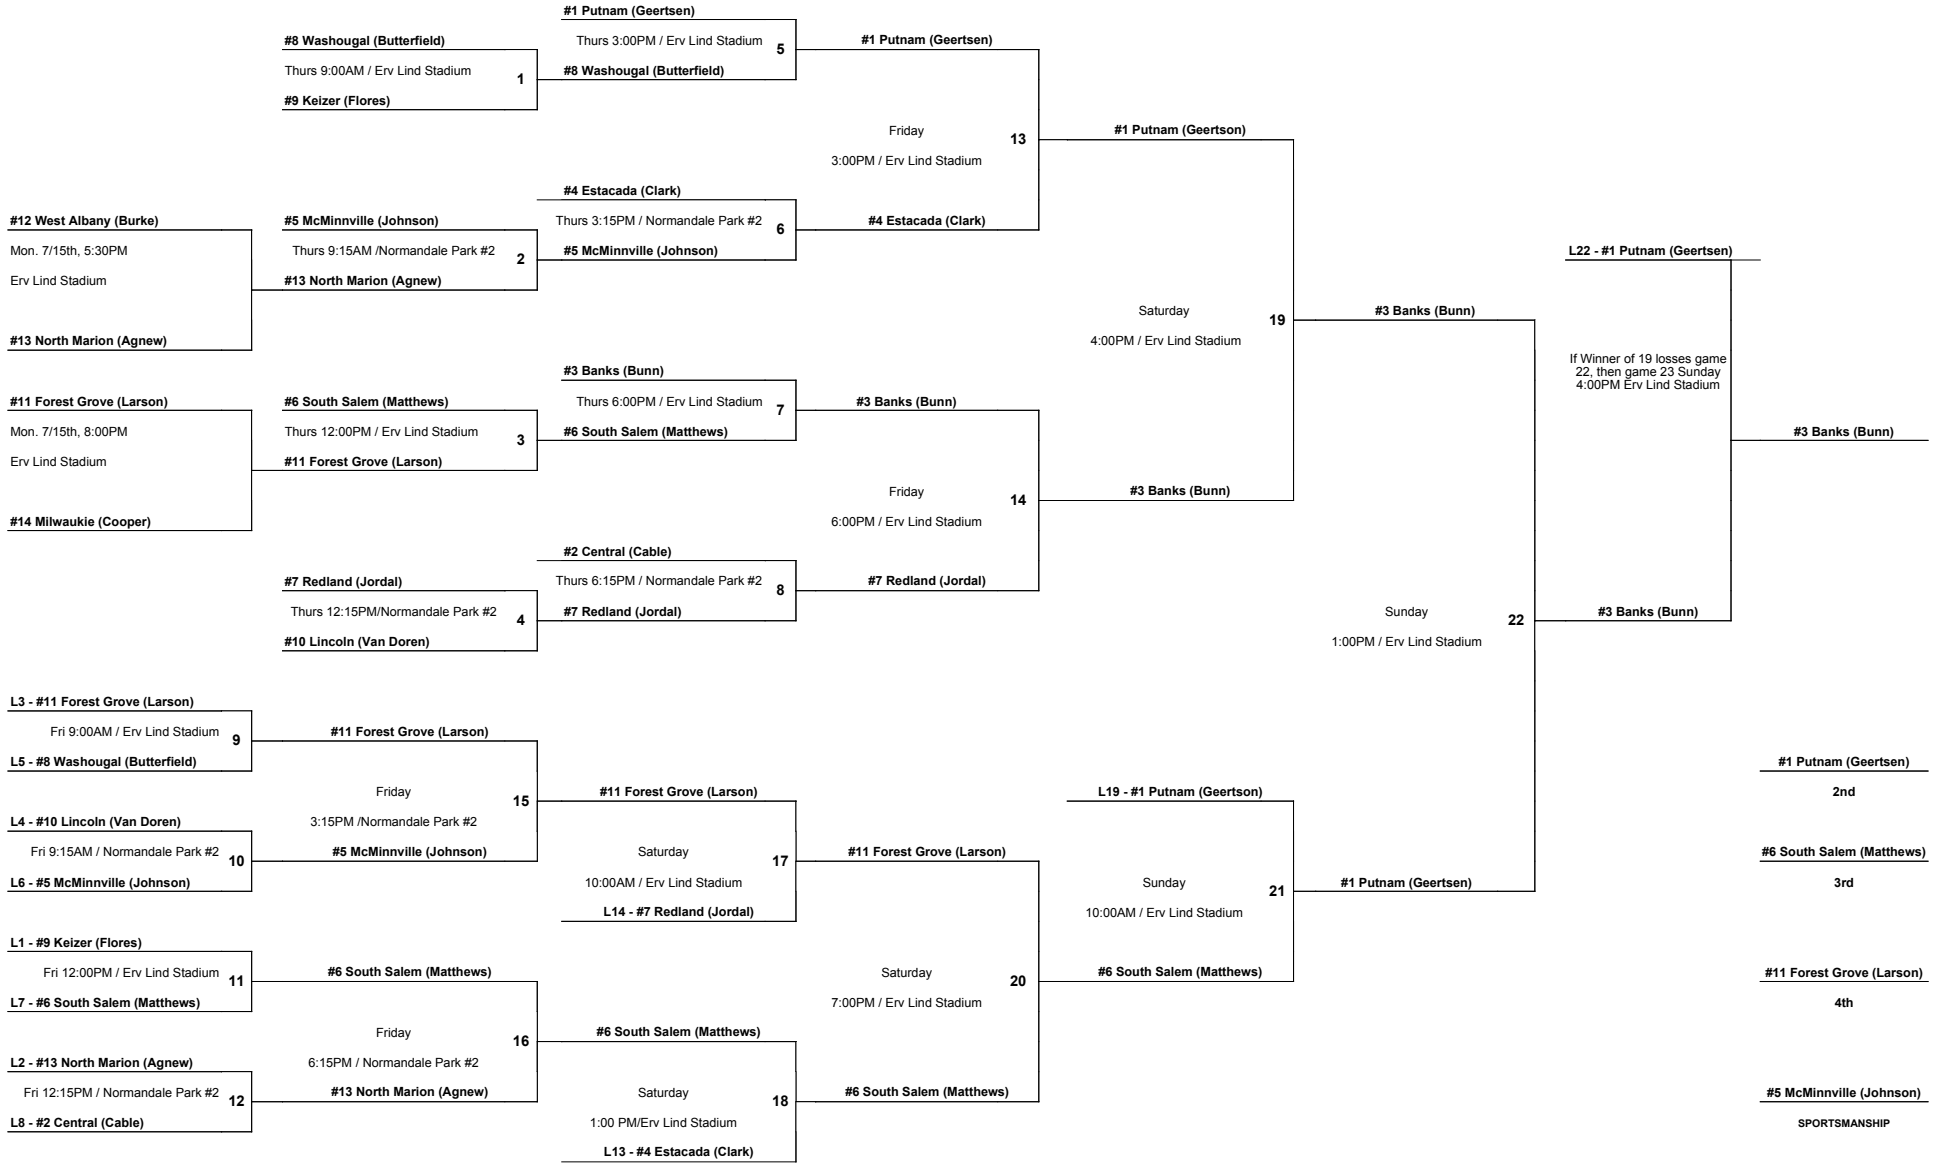 #1 Putnam (Geertsen)
Thurs 3:00PM / Erv Lind Stadium
5
#8 Washougal (Butterfield)
#8 Washougal (Butterfield)
Thurs 9:00AM / Erv Lind Stadium
1
#9 Keizer (Flores)
#1 Putnam (Geertsen)
Friday
13
3:00PM / Erv Lind Stadium
#1 Putnam (Geertson)
#4 Estacada (Clark)
Thurs 3:15PM / Normandale Park #2
6
#5 McMinnville (Johnson)
#4 Estacada (Clark)
#12 West Albany (Burke)
Mon. 7/15th, 5:30PM
Erv Lind Stadium
#13 North Marion (Agnew)
#5 McMinnville (Johnson)
Thurs 9:15AM /Normandale Park #2
2
#13 North Marion (Agnew)
Saturday
19
4:00PM / Erv Lind Stadium
#3 Banks (Bunn)
L22 - #1 Putnam (Geertsen)
If Winner of 19 losses game
22, then game 23 Sunday
4:00PM Erv Lind Stadium
#3 Banks (Bunn)
#3 Banks (Bunn)
Thurs 6:00PM / Erv Lind Stadium
7
#6 South Salem (Matthews)
#3 Banks (Bunn)
#11 Forest Grove (Larson)
Mon. 7/15th, 8:00PM
Erv Lind Stadium
#14 Milwaukie (Cooper)
#6 South Salem (Matthews)
Thurs 12:00PM / Erv Lind Stadium
3
#11 Forest Grove (Larson)
Friday
14
6:00PM / Erv Lind Stadium
#3 Banks (Bunn)
#2 Central (Cable)
Thurs 6:15PM / Normandale Park #2
8
#7 Redland (Jordal)
#7 Redland (Jordal)
#7 Redland (Jordal)
Thurs 12:15PM/Normandale Park #2
4
#10 Lincoln (Van Doren)
Sunday
22
1:00PM / Erv Lind Stadium
#3 Banks (Bunn)
L3 - #11 Forest Grove (Larson)
Fri 9:00AM / Erv Lind Stadium
9
L5 - #8 Washougal (Butterfield)
#11 Forest Grove (Larson)
Friday
15
3:15PM /Normandale Park #2
#5 McMinnville (Johnson)
L4 - #10 Lincoln (Van Doren)
Fri 9:15AM / Normandale Park #2
10
L6 - #5 McMinnville (Johnson)
#11 Forest Grove (Larson)
Saturday
17
10:00AM / Erv Lind Stadium
L14 - #7 Redland (Jordal)
#11 Forest Grove (Larson)
L19 - #1 Putnam (Geertson)
Sunday
21
10:00AM / Erv Lind Stadium
#6 South Salem (Matthews)
#1 Putnam (Geertsen)
L1 - #9 Keizer (Flores)
Fri 12:00PM / Erv Lind Stadium
11
L7 - #6 South Salem (Matthews)
#6 South Salem (Matthews)
Friday
16
6:15PM / Normandale Park #2
#13 North Marion (Agnew)
Saturday
20
7:00PM / Erv Lind Stadium
L2 - #13 North Marion (Agnew)
Fri 12:15PM / Normandale Park #2
12
L8 - #2 Central (Cable)
#6 South Salem (Matthews)
Saturday
18
1:00 PM/Erv Lind Stadium
L13 - #4 Estacada (Clark)
#6 South Salem (Matthews)
#1 Putnam (Geertsen)
2nd
#6 South Salem (Matthews)
3rd
#11 Forest Grove (Larson)
4th
#5 McMinnville (Johnson)
SPORTSMANSHIP